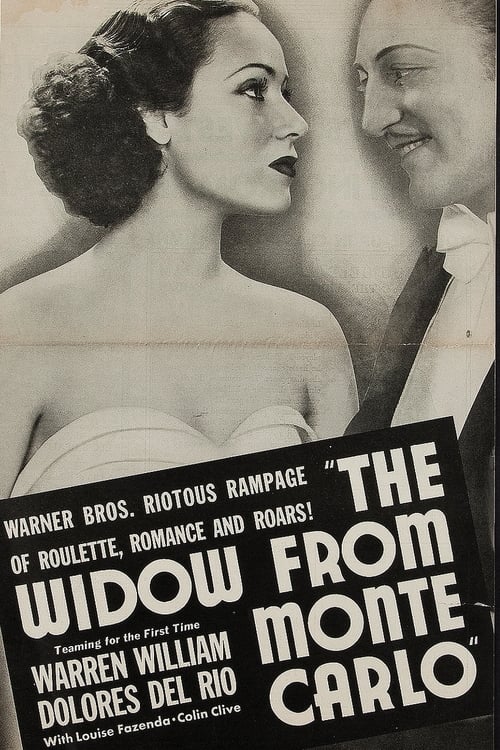 WARNER BROS. RIOTOUS RAMPAGE
OF ROULETTE, ROMANCE AND ROARS!
"THE
WIDOW FROM
MONTE
CARLO"
Teaming for the First Time
WARREN WILLIAM
DOLORES DEL RIO
With Louise Fazenda · Colin Clive